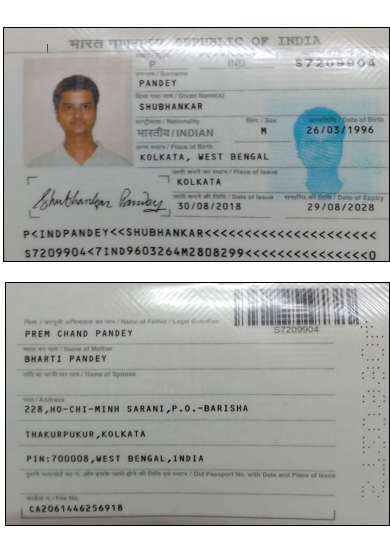 भारत गणराज्य REPUBLIC OF INDIA
P IND S7209904
उपनाम / Surname
PANDEY
दिया गया नाम / Given Name(s)
SHUBHANKAR
राष्ट्रीयता / Nationality लिंग / Sex जन्मतिथि / Date of Birth
भारतीय / INDIAN M 26/03/1996
जन्म स्थान / Place of Birth
KOLKATA, WEST BENGAL
जारी करने का स्थान / Place of Issue
KOLKATA
जारी करने की तिथि / Date of Issue समाप्ति की तिथि / Date of Expiry
Shubhankar Pandey 30/08/2018 29/08/2028
P<INDPANDEY<<SHUBHANKAR<<<<<<<<<<<<<<<<<<<<<
S7209904<7IND9603264M2808299<<<<<<<<<<<<<<<0
पिता / कानूनी अभिभावक का नाम / Name of Father / Legal Guardian
PREM CHAND PANDEY
S7209904
माता का नाम / Name of Mother
BHARTI PANDEY
पति या पत्नी का नाम / Name of Spouse
पता / Address
228,HO-CHI-MINH SARANI,P.O.-BARISHA
THAKURPUKUR,KOLKATA
PIN:700008,WEST BENGAL,INDIA
पुराने पासपोर्ट का नं. और इसके जारी होने की तिथि एवं स्थान / Old Passport No. with Date and Place of Issue
फाईल नं. / File No.
CA2061446256918